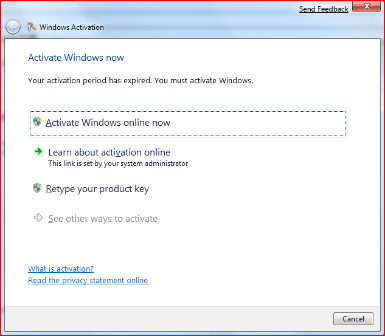 Send Feedback
Windows Activation
Activate Windows now
Your activation period has expired. You must activate Windows.
Activate Windows online now
Learn about activation online
This link is set by your system administrator
Retype your product key
See other ways to activate
What is activation?
Read the privacy statement online
Cancel